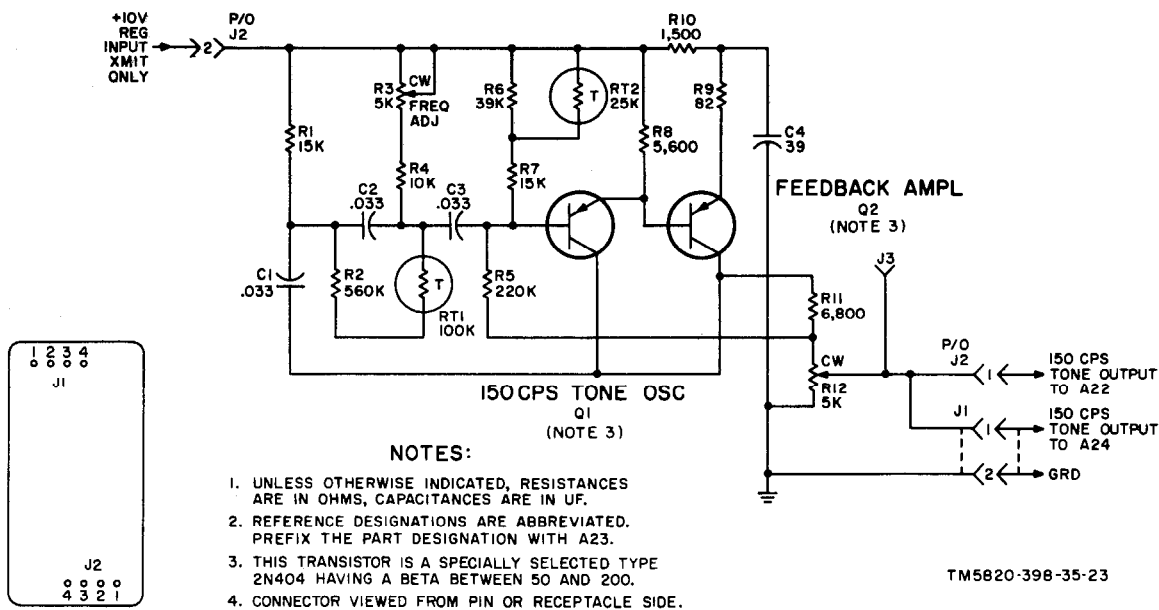 +10V
REG
INPUT
XMIT
ONLY
2
P/O
J2
R10
1,500
R3
5K
CW
FREQ
ADJ
R6
39K
T
RT2
25K
R9
82
R1
15K
R8
5,600
C4
39
R4
10K
R7
15K
C2
.033
C3
.033
FEEDBACK AMPL
Q2
(NOTE 3)
C1
.033
R2
560K
T
RT1
100K
R5
220K
J3
R11
6,800
CW
R12
5K
P/O
J2
1
150 CPS
TONE OUTPUT
TO A22
J1
1
150 CPS
TONE OUTPUT
TO A24
2
GRD
150 CPS TONE OSC
Q1
(NOTE 3)
1 2 3 4
J1
J2
4 3 2 1
NOTES:
1. UNLESS OTHERWISE INDICATED, RESISTANCES
ARE IN OHMS, CAPACITANCES ARE IN UF.
2. REFERENCE DESIGNATIONS ARE ABBREVIATED.
PREFIX THE PART DESIGNATION WITH A23.
3. THIS TRANSISTOR IS A SPECIALLY SELECTED TYPE
2N404 HAVING A BETA BETWEEN 50 AND 200.
4. CONNECTOR VIEWED FROM PIN OR RECEPTACLE SIDE.
TM5820-398-35-23